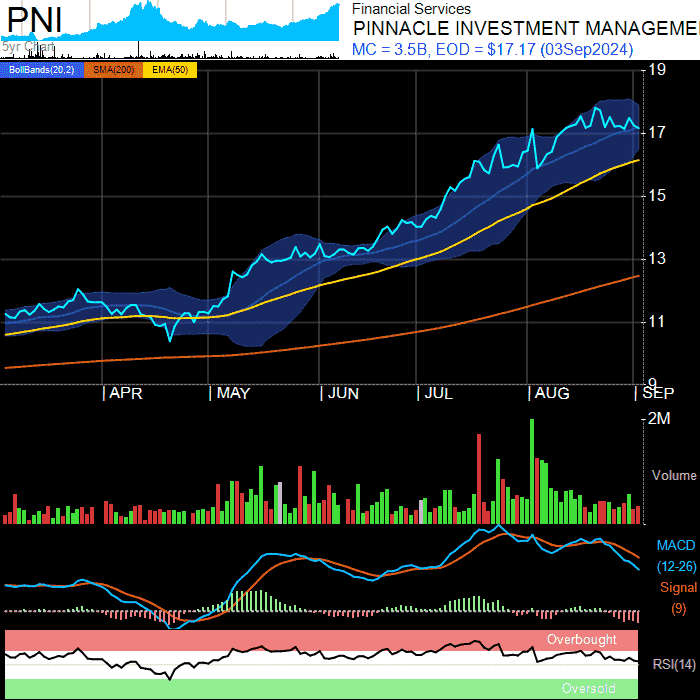 PNI
Financial Services
PINNACLE INVESTMENT MANAGEME
MC = 3.5B, EOD = $17.17 (03Sep2024)
5yr Chart
BollBands(20,2) SMA(200) EMA(50)
19
17
15
13
11
9
APR MAY JUN JUL AUG SEP
2M
Volume
MACD
(12-26)
Signal
(9)
Overbought
RSI(14)
Oversold